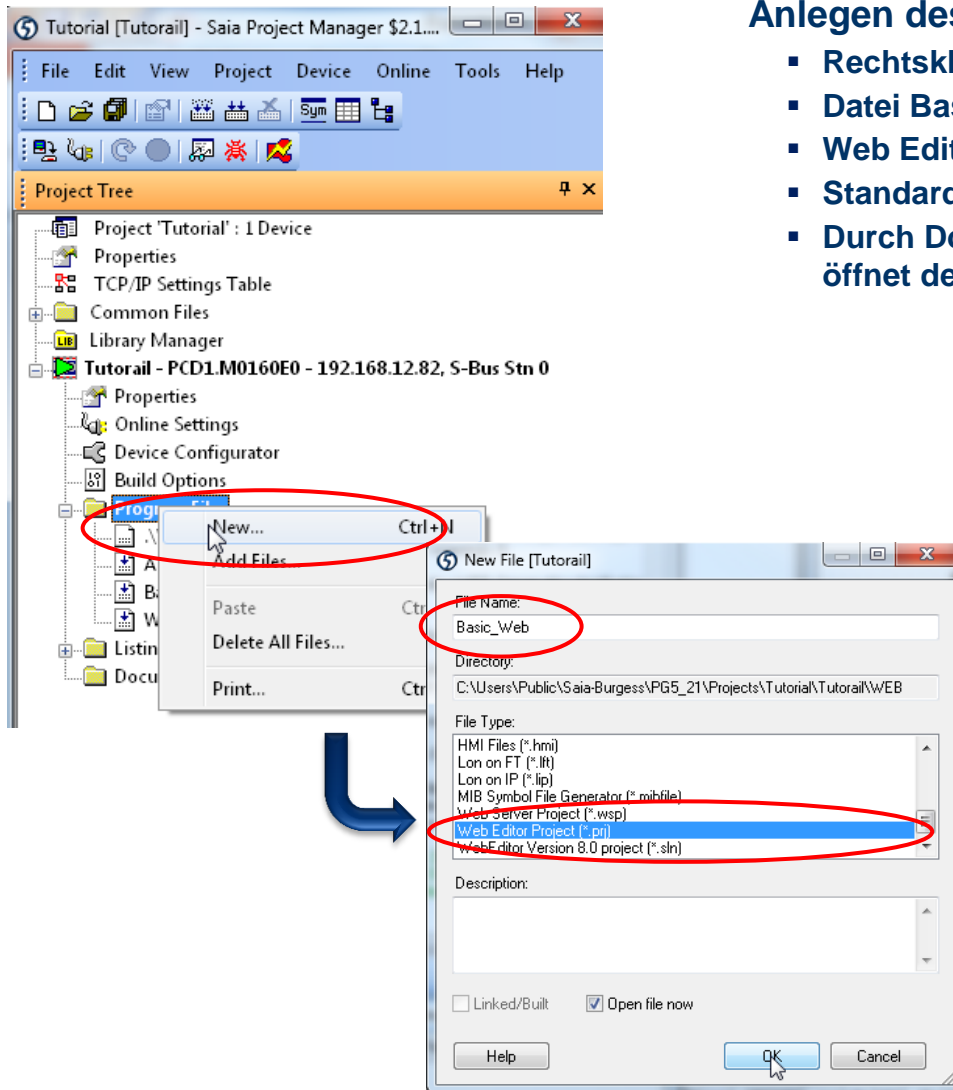 Tutorial [Tutorail] - Saia Project Manager $2.1....
File Edit View Project Device Online Tools Help
Sym
Project Tree
Project 'Tutorial' : 1 Device
Properties
TCP/IP Settings Table
Common Files
LIB Library Manager
Tutorail - PCD1.M0160E0 - 192.168.12.82, S-Bus Stn 0
Properties
Online Settings
Device Configurator
Build Options
New... Ctrl+N
Add Files...
Paste
Delete All Files...
Print...
Anlegen des
Rechtskl
Datei Bas
Web Edit
Standard
Durch Do
öffnet de
New File [Tutorail]
File Name:
Basic_Web
Directory:
C:\Users\Public\Saia-Burgess\PG5_21\Projects\Tutorial\Tutorail\WEB
File Type:
HMI Files (*.hmi)
Lon on FT (*.lft)
Lon on IP (*.lip)
MIB Symbol File Generator (*.mibfile)
Web Server Project (*.wsp)
Web Editor Project (*.prj)
WebEditor Version 8.0 project (*.sln)
Description:
Linked/Built Open file now
Help OK Cancel